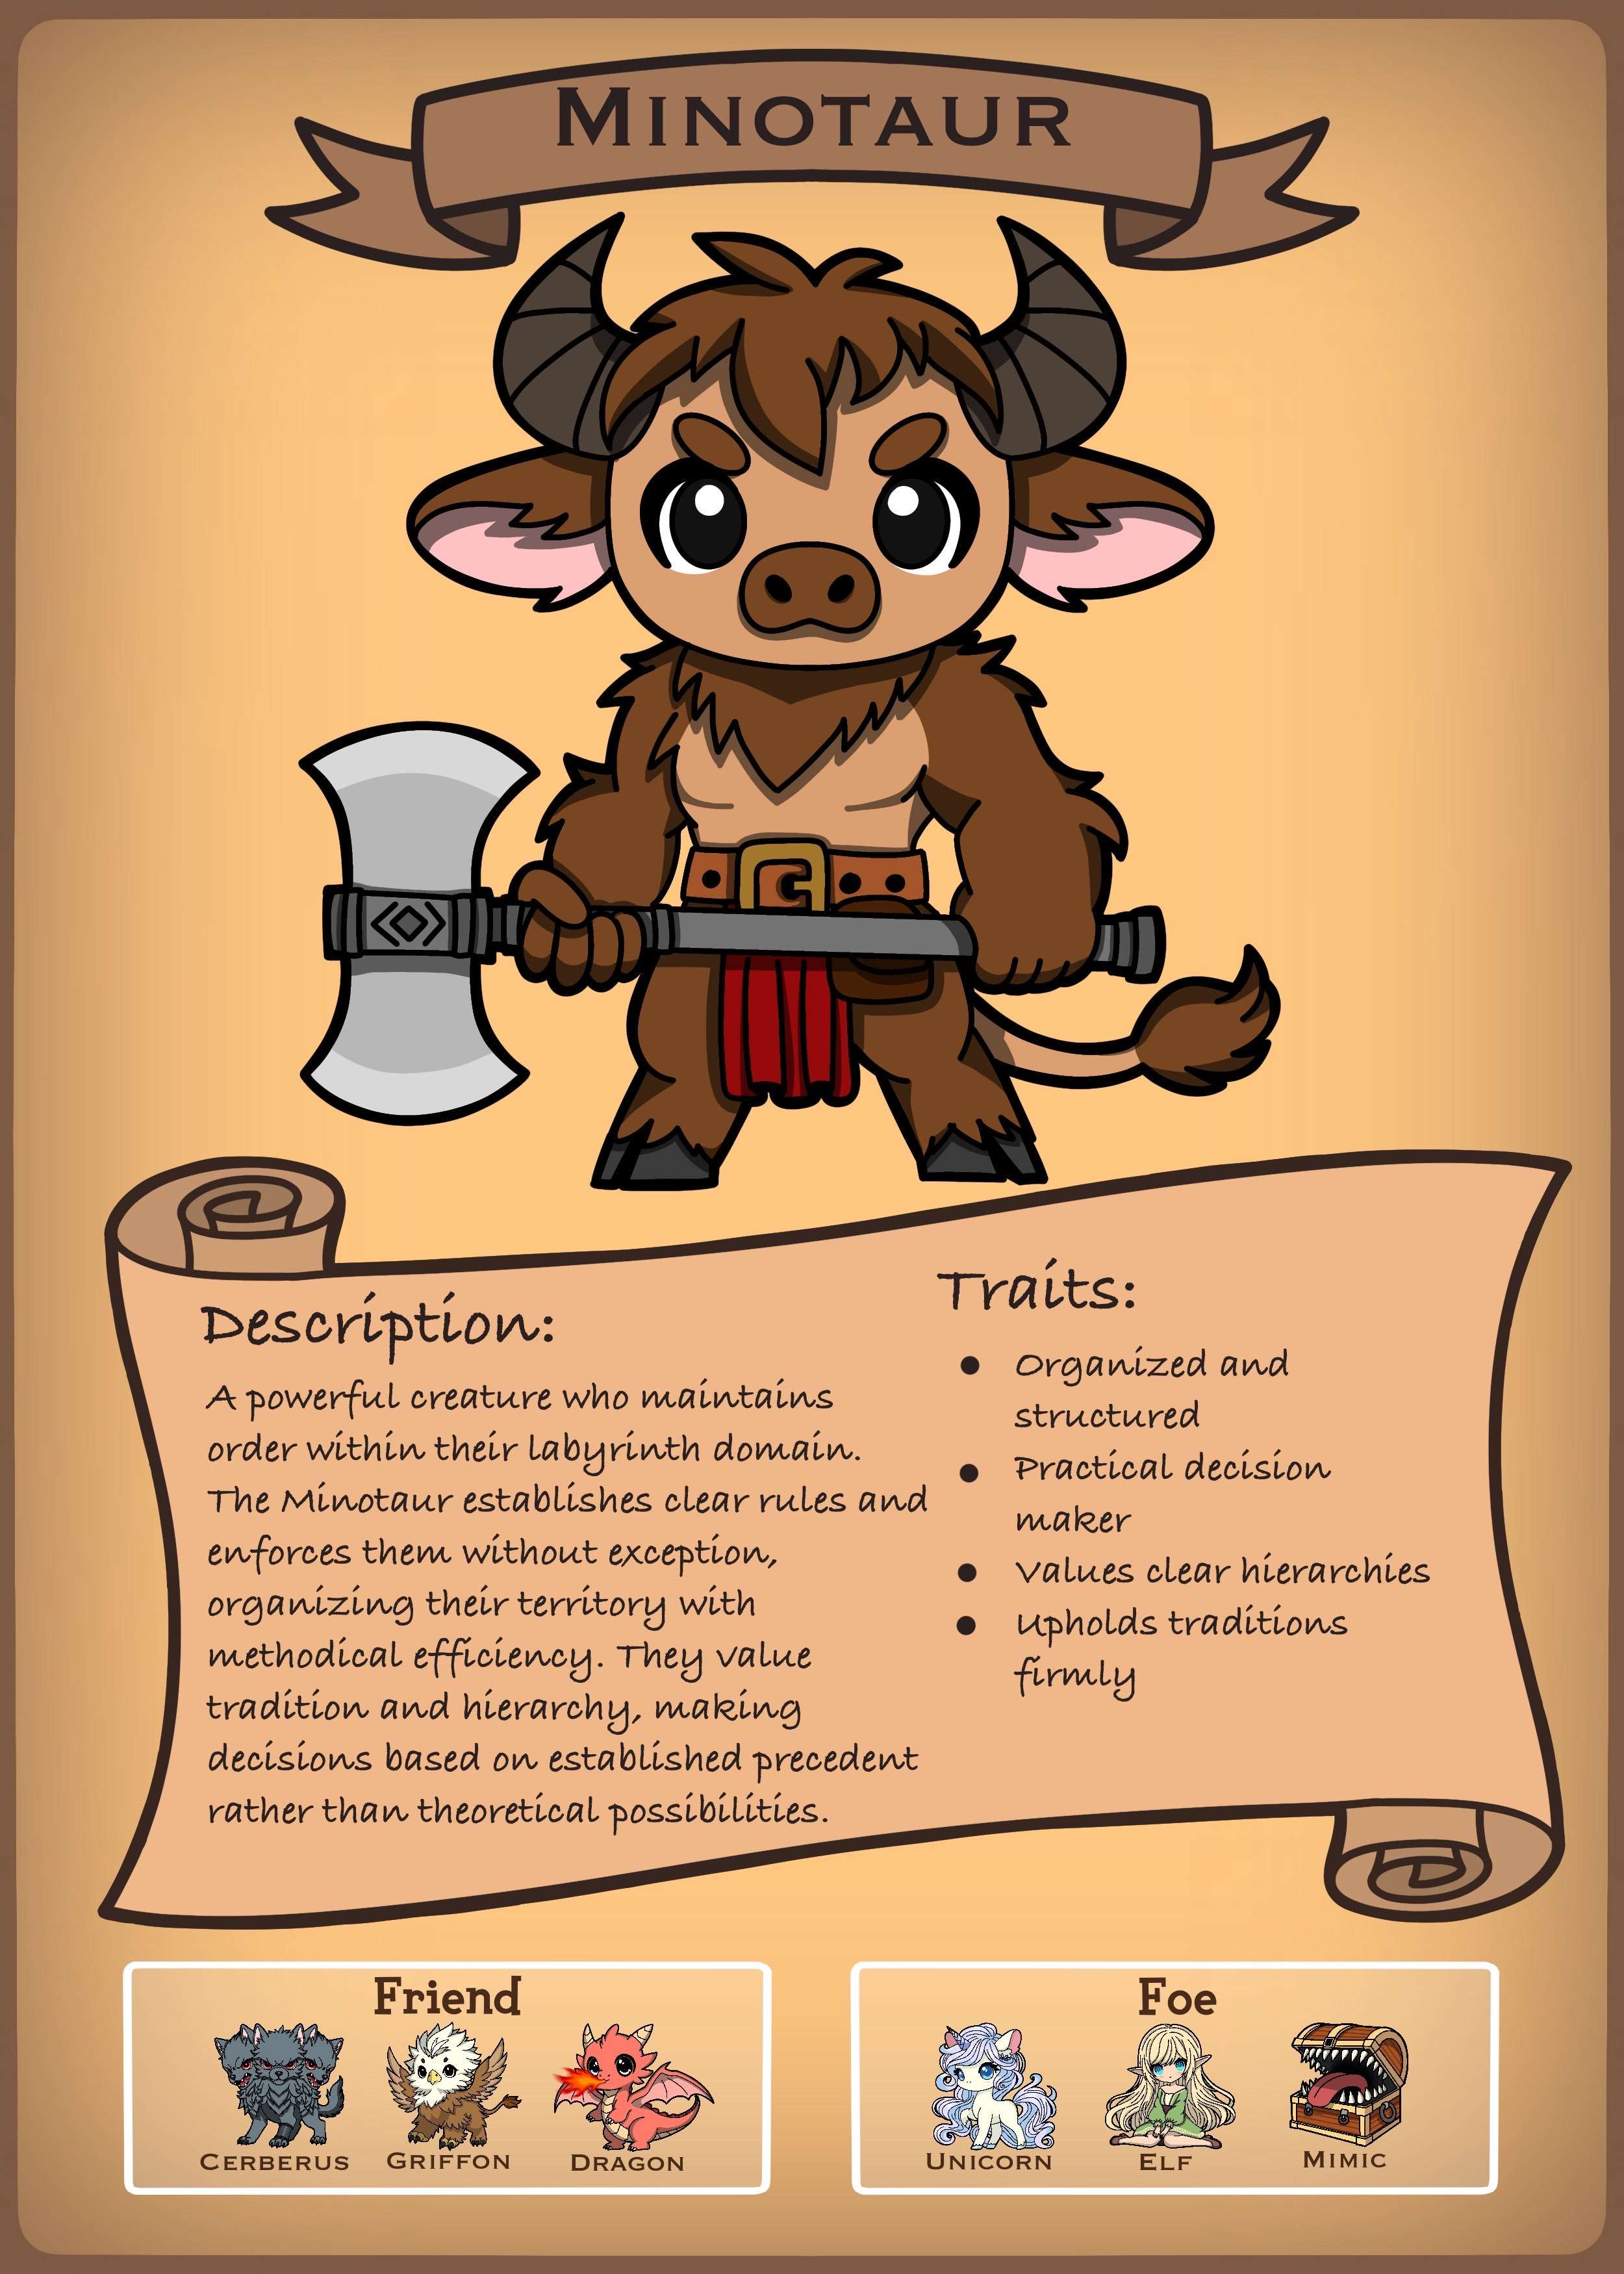 MINOTAUR
Description:
A powerful creature who maintains
order within their labyrinth domain.
The Minotaur establishes clear rules and
enforces them without exception,
organizing their territory with
methodical efficiency. They value
tradition and hierarchy, making
decisions based on established precedent
rather than theoretical possibilities.
Traits:
• Organized and
structured
• Practical decision
maker
• Values clear hierarchies
• Upholds traditions
firmly
Friend
CERBERUS GRIFFON DRAGON
Foe
UNICORN ELF MIMIC